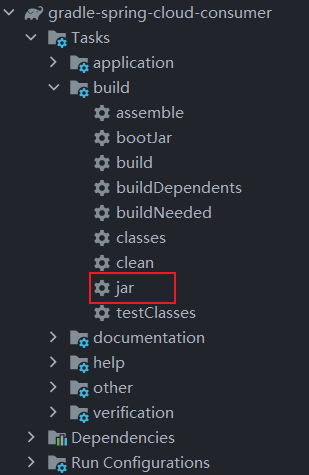 gradle-spring-cloud-consumer
Tasks
application
build
assemble
bootJar
build
buildDependents
buildNeeded
classes
clean
jar
testClasses
documentation
help
other
verification
Dependencies
Run Configurations